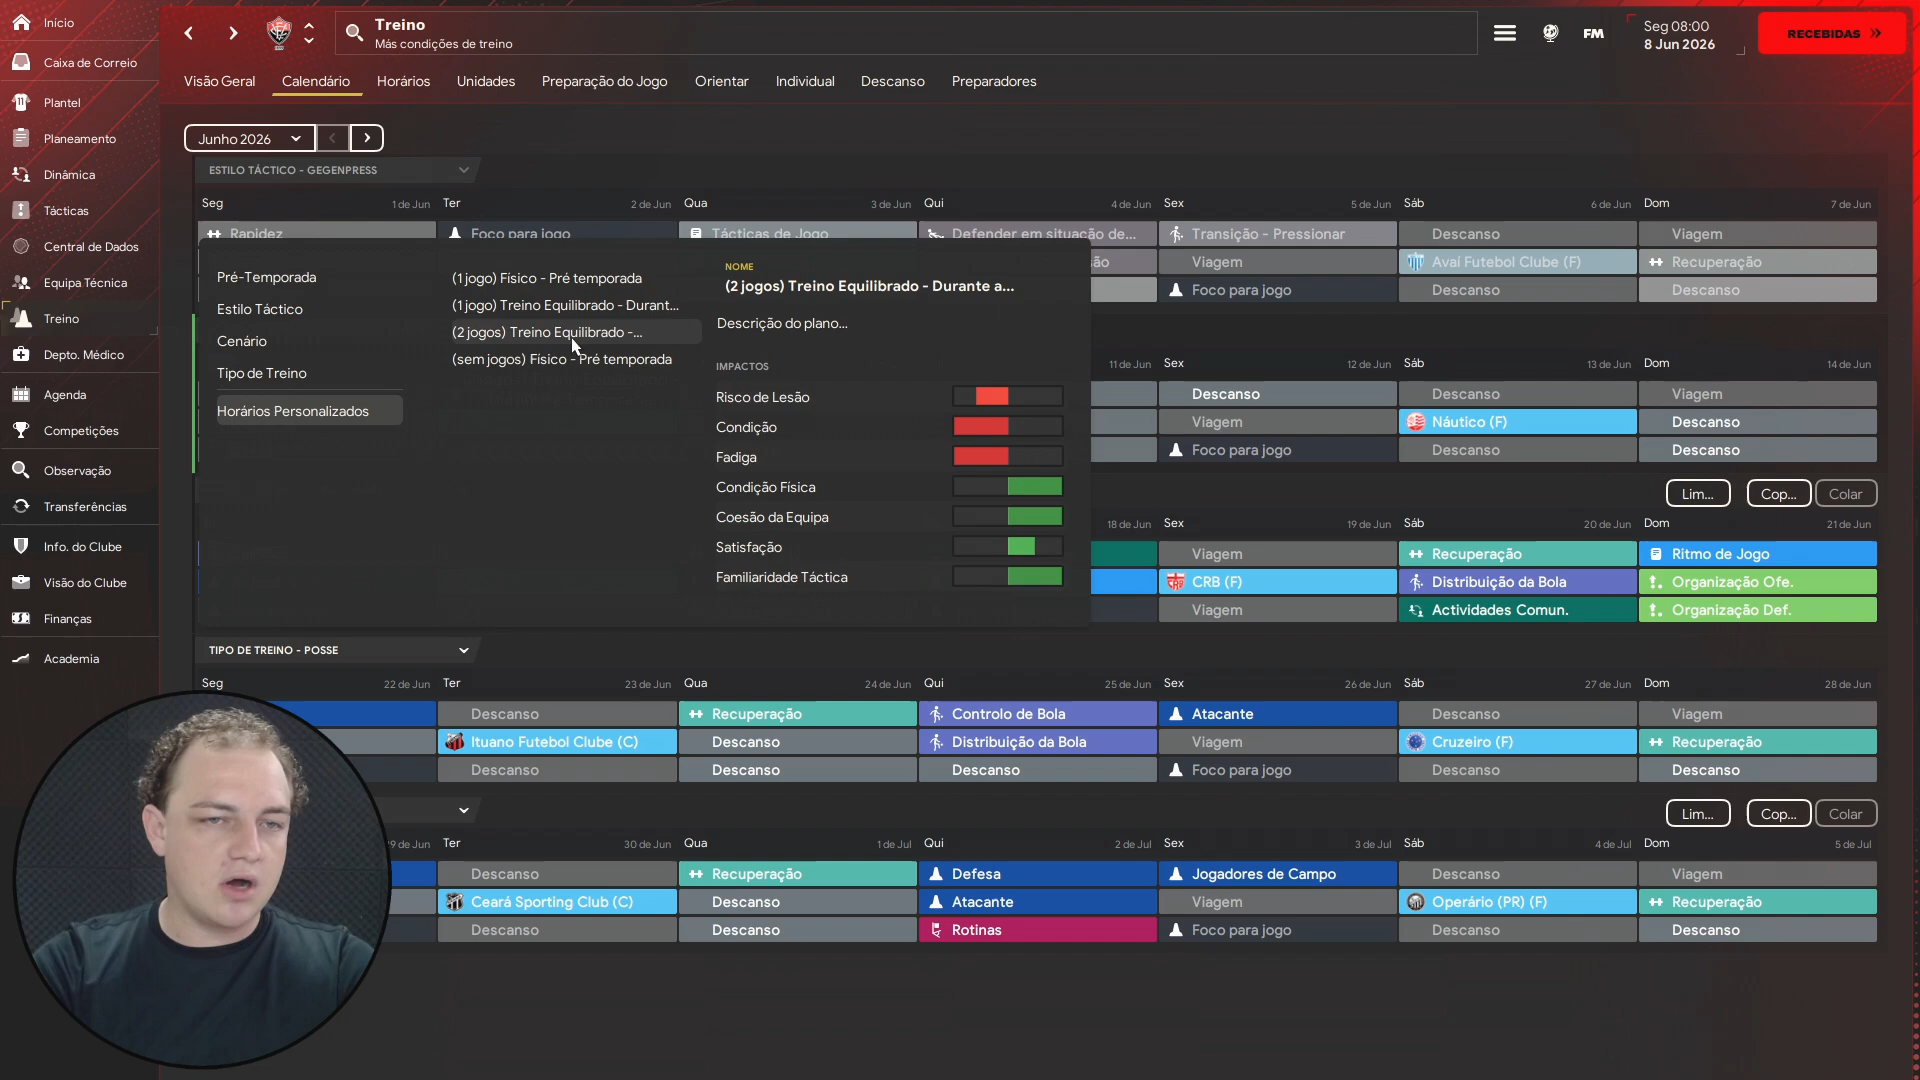 Início
Caixa de Correio
Plantel
Planeamento
Dinâmica
Tácticas
Central de Dados
Equipa Técnica
Treino
Depto. Médico
Agenda
Competições
Observação
Transferências
Info. do Clube
Visão do Clube
Finanças
Academia
Treino
Más condições de treino
FM
Seg 08:00
8 Jun 2026
RECEBIDAS
Visão Geral
Calendário
Horários
Unidades
Preparação do Jogo
Orientar
Individual
Descanso
Preparadores
Junho 2026
ESTILO TÁCTICO - GEGENPRESS
Seg 1 de Jun
Ter 2 de Jun
Qua 3 de Jun
Qui 4 de Jun
Sex 5 de Jun
Sáb 6 de Jun
Dom 7 de Jun
Rapidez
Foco para jogo
Tácticas de Jogo
Defender em situação de...
Transição - Pressionar
Descanso
Viagem
ão
Viagem
Avaí Futebol Clube (F)
Recuperação
Foco para jogo
Descanso
Descanso
Pré-Temporada
Estilo Táctico
Cenário
Tipo de Treino
Horários Personalizados
(1 jogo) Físico - Pré temporada
(1 jogo) Treino Equilibrado - Durant...
(2 jogos) Treino Equilibrado -...
(sem jogos) Físico - Pré temporada
NOME
(2 jogos) Treino Equilibrado - Durante a...
Descrição do plano...
IMPACTOS
Risco de Lesão
Condição
Fadiga
Condição Física
Coesão da Equipa
Satisfação
Familiaridade Táctica
11 de Jun
Sex 12 de Jun
Sáb 13 de Jun
Dom 14 de Jun
Descanso
Descanso
Viagem
Viagem
Náutico (F)
Descanso
Foco para jogo
Descanso
Descanso
Lim...
Cop...
Colar
18 de Jun
Sex 19 de Jun
Sáb 20 de Jun
Dom 21 de Jun
Viagem
Recuperação
Ritmo de Jogo
CRB (F)
Distribuição da Bola
Organização Ofe.
Viagem
Actividades Comun.
Organização Def.
TIPO DE TREINO - POSSE
Seg 22 de Jun
Ter 23 de Jun
Qua 24 de Jun
Qui 25 de Jun
Sex 26 de Jun
Sáb 27 de Jun
Dom 28 de Jun
Descanso
Recuperação
Controlo de Bola
Atacante
Descanso
Viagem
Ituano Futebol Clube (C)
Descanso
Distribuição da Bola
Viagem
Cruzeiro (F)
Recuperação
Descanso
Descanso
Descanso
Foco para jogo
Descanso
Descanso
Lim...
Cop...
Colar
9 de Jun
Ter 30 de Jun
Qua 1 de Jul
Qui 2 de Jul
Sex 3 de Jul
Sáb 4 de Jul
Dom 5 de Jul
Descanso
Recuperação
Defesa
Jogadores de Campo
Descanso
Viagem
Ceará Sporting Club (C)
Descanso
Atacante
Viagem
Operário (PR) (F)
Recuperação
Descanso
Descanso
Rotinas
Foco para jogo
Descanso
Descanso